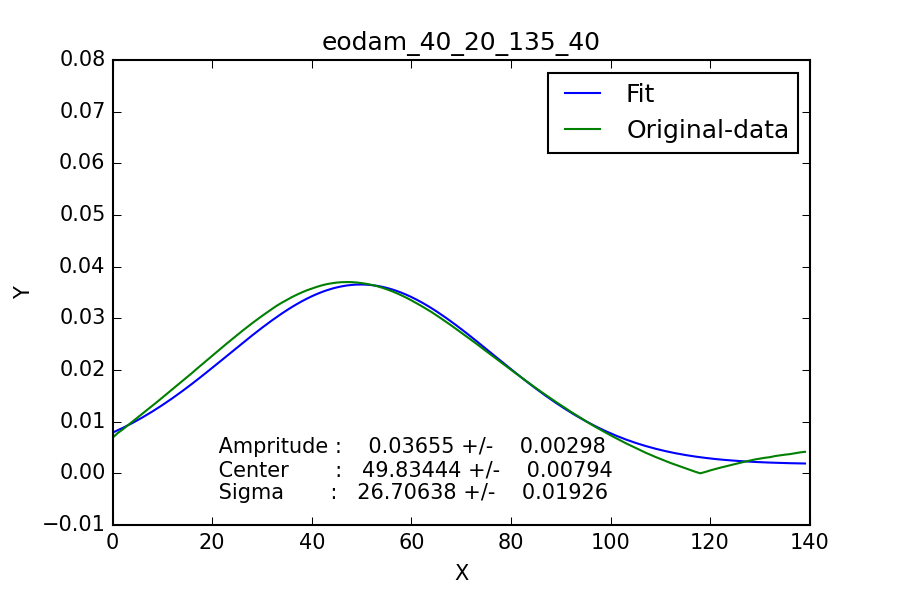 eodam_40_20_135_40
0.08
Fit
0.07
Original-data
0.06
0.05
0.04
Y
0.03
0.02
0.01
Ampritude : 0.03655 +/- 0.00298
Center : 49.83444 +/- 0.00794
0.00
Sigma : 26.70638 +/- 0.01926
−0.01
0 20 40 60 80 100 120 140
X